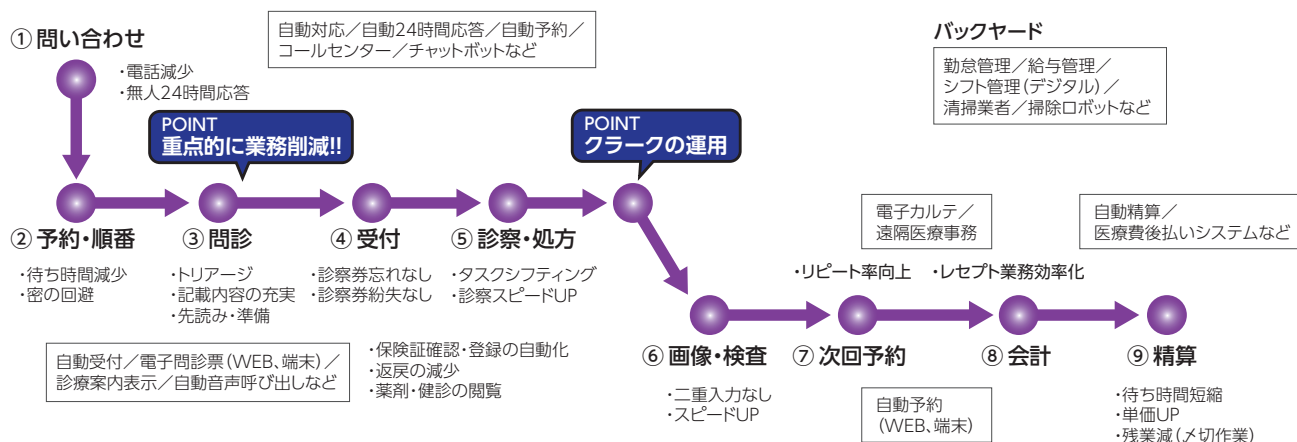 ①問い合わせ
・電話減少
・無人24時間応答
自動対応／自動24時間応答／自動予約／
コールセンター／チャットボットなど
バックヤード
勤怠管理／給与管理／
シフト管理(デジタル)／
清掃業者／掃除ロボットなど
POINT
重点的に業務削減!!
POINT
クラークの運用
②予約・順番
・待ち時間減少
・密の回避
③問診
・トリアージ
・記載内容の充実
・先読み・準備
④受付
・診察券忘れなし
・診察券紛失なし
⑤診察・処方
・タスクシフティング
・診察スピードUP
自動受付／電子問診票(WEB、端末)／
診療案内表示／自動音声呼び出しなど
・保険証確認・登録の自動化
・返戻の減少
・薬剤・健診の閲覧
電子カルテ／
遠隔医療事務
自動精算／
医療費後払いシステムなど
・リピート率向上
・レセプト業務効率化
⑥画像・検査
・二重入力なし
・スピードUP
⑦次回予約
自動予約
(WEB、端末)
⑧会計
⑨精算
・待ち時間短縮
・単価UP
・残業減(〆切作業)